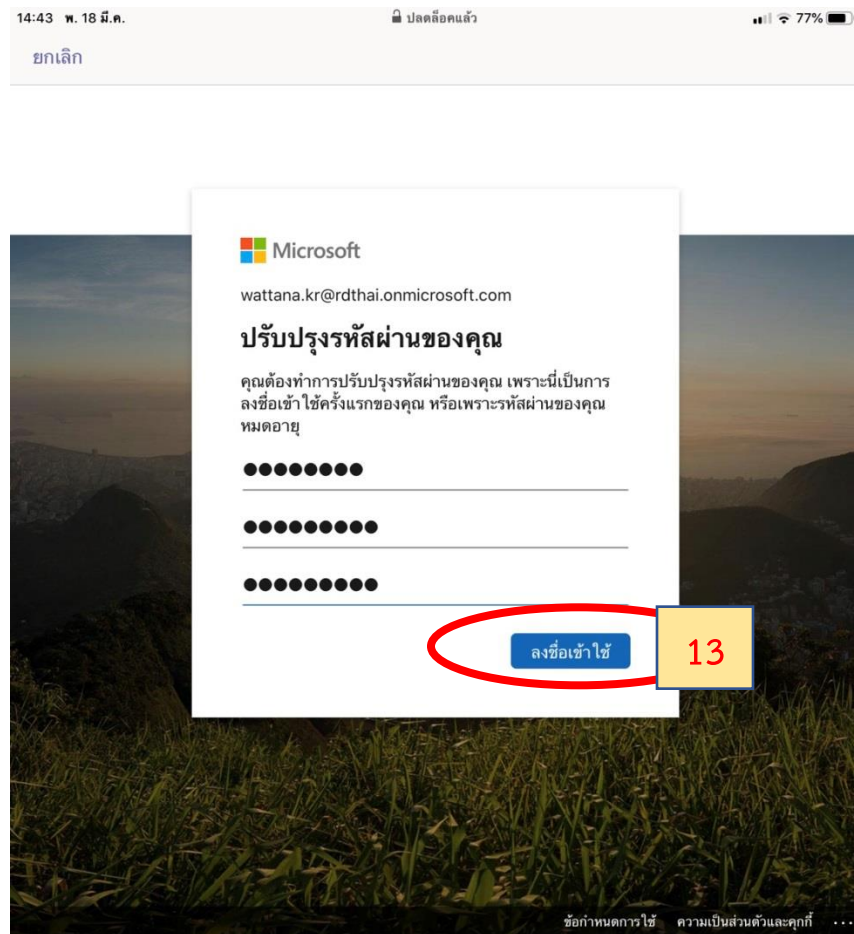 14:43 พ. 18 มี.ค.
ปลดล็อคแล้ว
77%
ยกเลิก
Microsoft
wattana.kr@rdthai.onmicrosoft.com
ปรับปรุงรหัสผ่านของคุณ
คุณต้องทำการปรับปรุงรหัสผ่านของคุณ เพราะนี่เป็นการ
ลงชื่อเข้าใช้ครั้งแรกของคุณ หรือเพราะรหัสผ่านของคุณ
หมดอายุ
ลงชื่อเข้าใช้
13
ข้อกำหนดการใช้ ความเป็นส่วนตัวและคุกกี้ ...